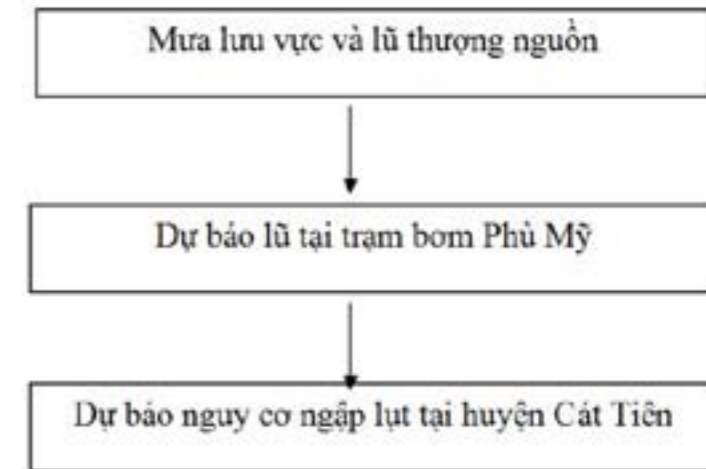 Mưa lưu vực và lũ thượng nguồn
Dự báo lũ tại trạm bơm Phù Mỹ
Dự báo nguy cơ ngập lụt tại huyện Cát Tiên